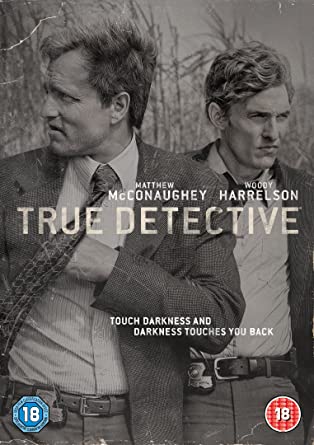 MATTHEW WOODY
McCONAUGHEY HARRELSON
TRUE DETECTIVE
TOUCH DARKNESS AND
DARKNESS TOUCHES YOU BACK
18 18